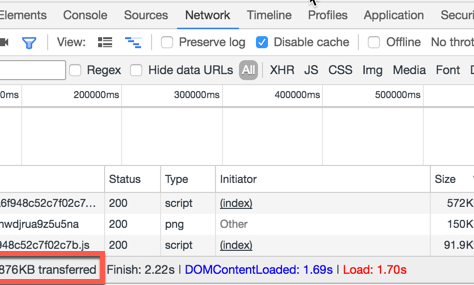 Elements Console Sources Network Timeline Profiles Application Securi
View: Preserve log Disable cache Offline No throt
Regex Hide data URLs All XHR JS CSS Img Media Font D
0ms 200000ms 300000ms 400000ms 500000ms
Status Type Initiator Size
6f948c52c7f02c7... 200 script (index) 572K
nwdjrua9z5u5na 200 png Other 150K
948c52c7f02c7b.js 200 script (index) 91.9K
876KB transferred Finish: 2.22s | DOMContentLoaded: 1.69s | Load: 1.70s